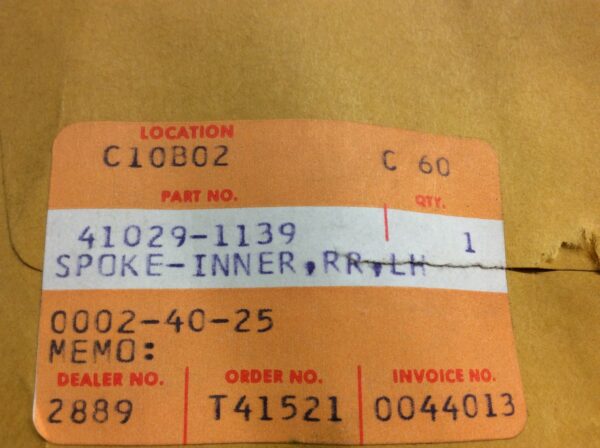 LOCATION
C10B02 C 60
PART NO. QTY.
41029-1139 1
SPOKE-INNER,RR,LH
0002-40-25
MEMO:
DEALER NO. ORDER NO. INVOICE NO.
2889 T41521 0044013